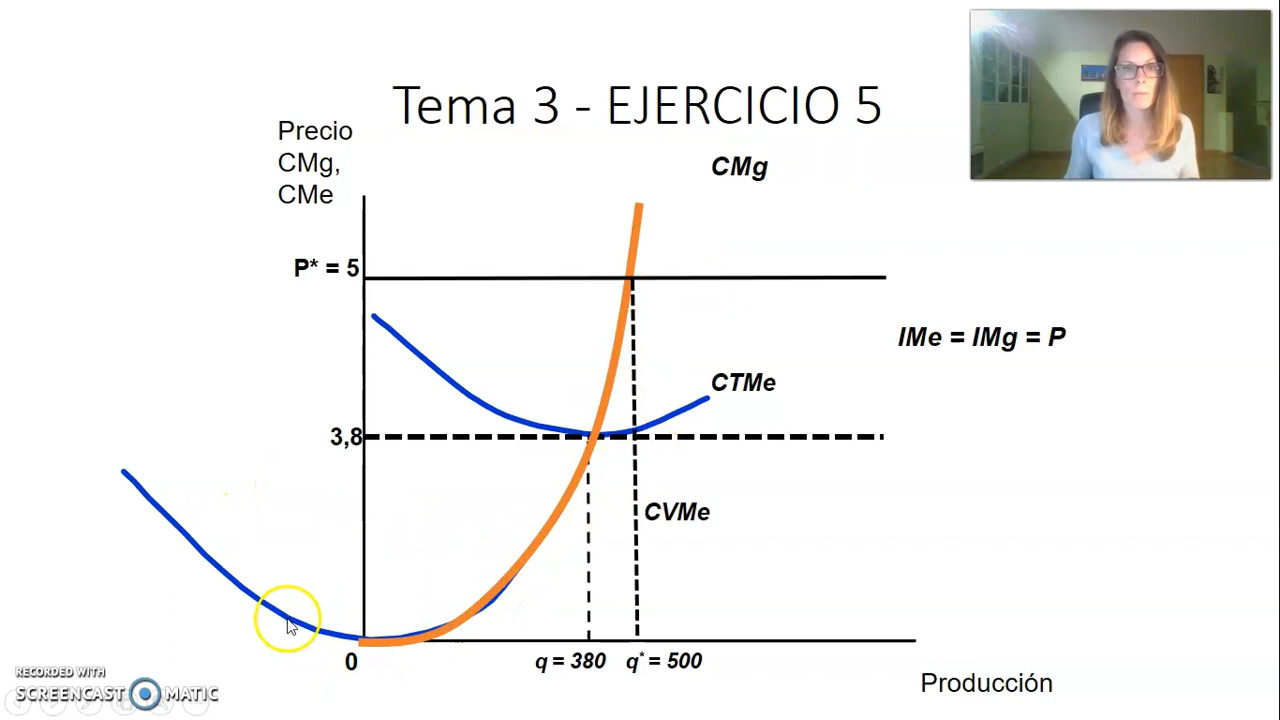 Tema 3 - EJERCICIO 5
Precio
CMg,
CMe
CMg
P* = 5
IMe = IMg = P
CTMe
3,8
CVMe
0
q = 380
q* = 500
Producción
RECORDED WITH
SCREENCAST MATIC